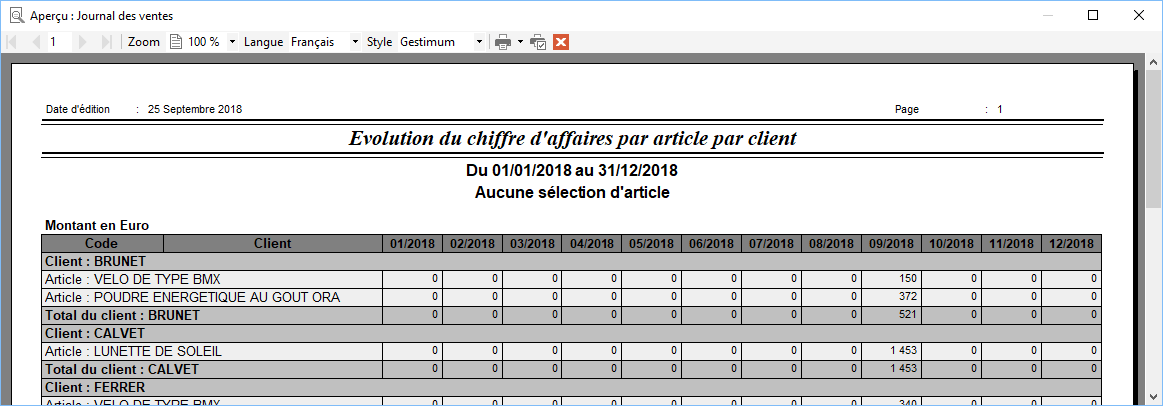 Aperçu : Journal des ventes
1 Zoom 100 % Langue Français Style Gestimum
Date d'édition : 25 Septembre 2018 Page : 1
Evolution du chiffre d'affaires par article par client
Du 01/01/2018 au 31/12/2018
Aucune sélection d'article
Montant en Euro
Code Client 01/2018 02/2018 03/2018 04/2018 05/2018 06/2018 07/2018 08/2018 09/2018 10/2018 11/2018 12/2018
Client : BRUNET
Article : VELO DE TYPE BMX 0 0 0 0 0 0 0 0 150 0 0 0
Article : POUDRE ENERGETIQUE AU GOUT ORA 0 0 0 0 0 0 0 0 372 0 0 0
Total du client : BRUNET 0 0 0 0 0 0 0 0 521 0 0 0
Client : CALVET
Article : LUNETTE DE SOLEIL 0 0 0 0 0 0 0 0 1 453 0 0 0
Total du client : CALVET 0 0 0 0 0 0 0 0 1 453 0 0 0
Client : FERRER
Article : VELO DE TYPE BMX 0 0 0 0 0 0 0 0 340 0 0 0